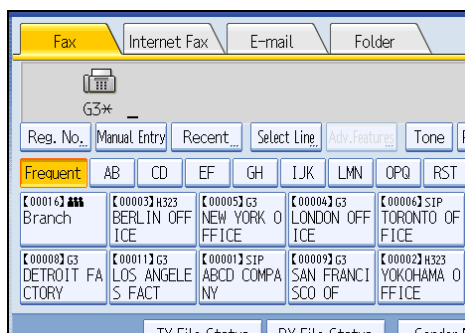 Fax Internet Fax E-mail Folder
G3* _
Reg. No. Manual Entry Recent Select Line Adv.Features Tone
Frequent AB CD EF GH IJK LMN OPQ RST
【00016】 【00003】H323 【00005】G3 【00004】G3 【00006】SIP
Branch BERLIN OFF NEW YORK O LONDON OFF TORONTO OF
ICE FFICE ICE FICE
【00008】G3 【00011】G3 【00001】SIP 【00009】G3 【00002】H323
DETROIT FA LOS ANGELE ABCD COMPA SAN FRANCI YOKOHAMA O
CTORY S FACT NY SCO OF FFICE
TX File Status RX File Status Sender